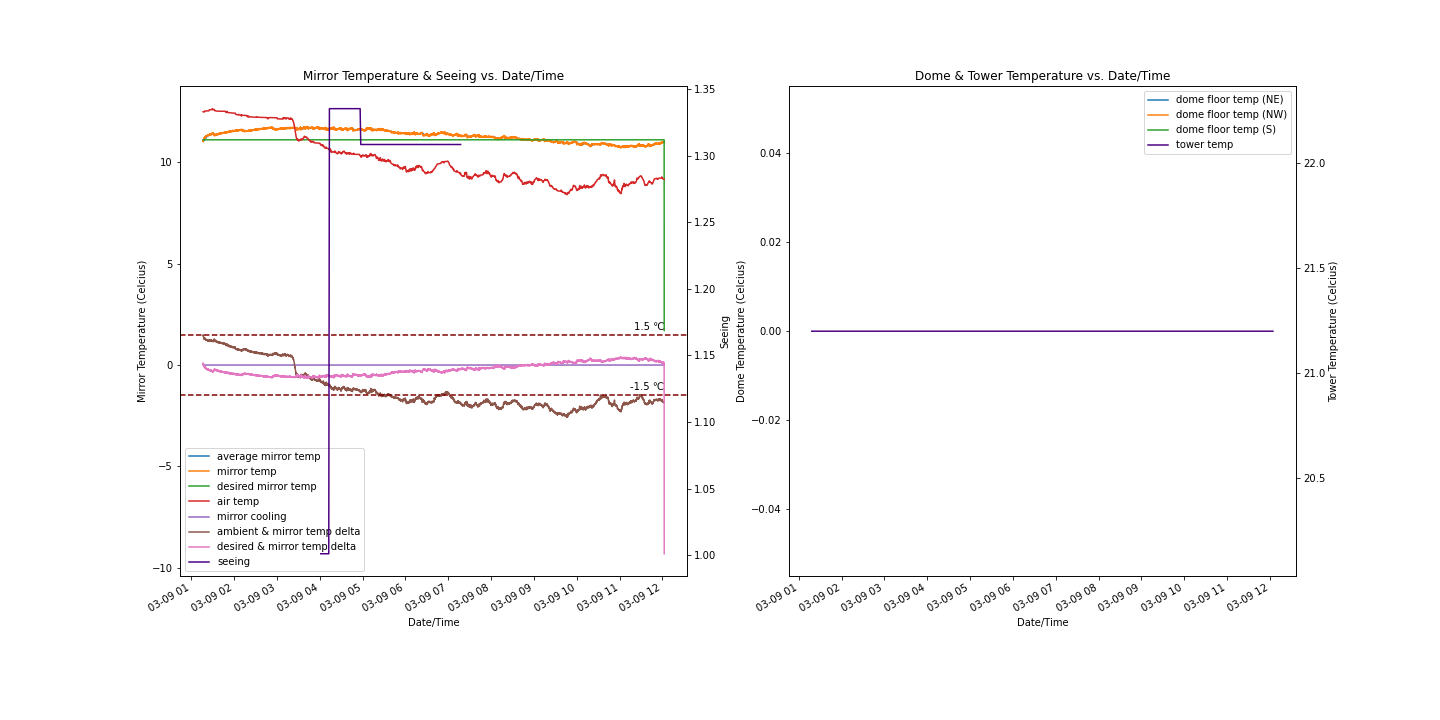 Mirror Temperature & Seeing vs. Date/Time
Mirror Temperature (Celcius)
10
5
0
−5
−10
1.5 °C
-1.5 °C
average mirror temp
mirror temp
desired mirror temp
air temp
mirror cooling
ambient & mirror temp delta
desired & mirror temp delta
seeing
1.35
1.30
1.25
1.20
1.15
1.10
1.05
1.00
Seeing
03-09 01
03-09 02
03-09 03
03-09 04
03-09 05
03-09 06
03-09 07
03-09 08
03-09 09
03-09 10
03-09 11
03-09 12
Date/Time
Dome & Tower Temperature vs. Date/Time
Dome Temperature (Celcius)
0.04
0.02
0.00
−0.02
−0.04
dome floor temp (NE)
dome floor temp (NW)
dome floor temp (S)
tower temp
22.0
21.5
21.0
20.5
Tower Temperature (Celcius)
03-09 01
03-09 02
03-09 03
03-09 04
03-09 05
03-09 06
03-09 07
03-09 08
03-09 09
03-09 10
03-09 11
03-09 12
Date/Time